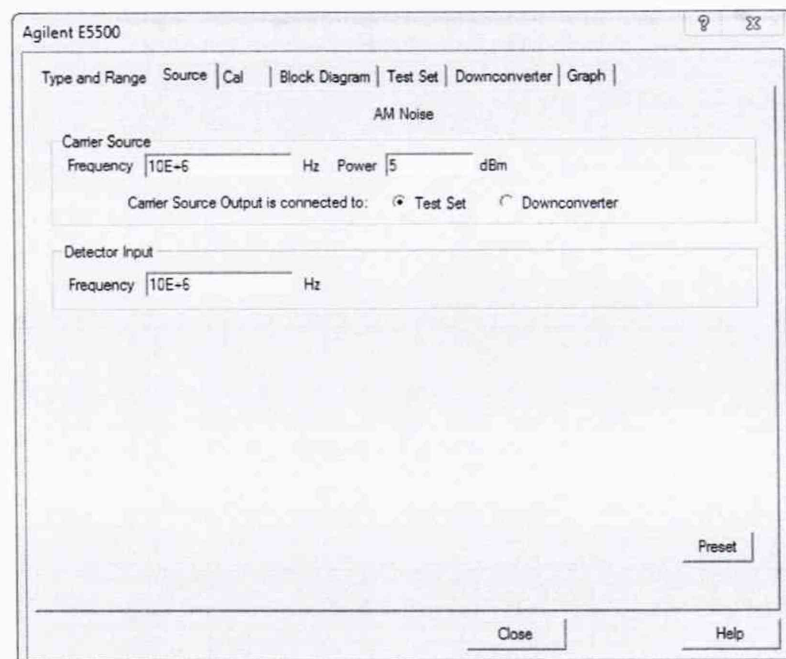 Agilent E5500
Type and Range Source Cal Block Diagram Test Set Downconverter Graph
AM Noise
Carrier Source
Frequency 10E+6 Hz Power 5 dBm
Carrier Source Output is connected to: Test Set Downconverter
Detector Input
Frequency 10E+6 Hz
Preset
Close Help